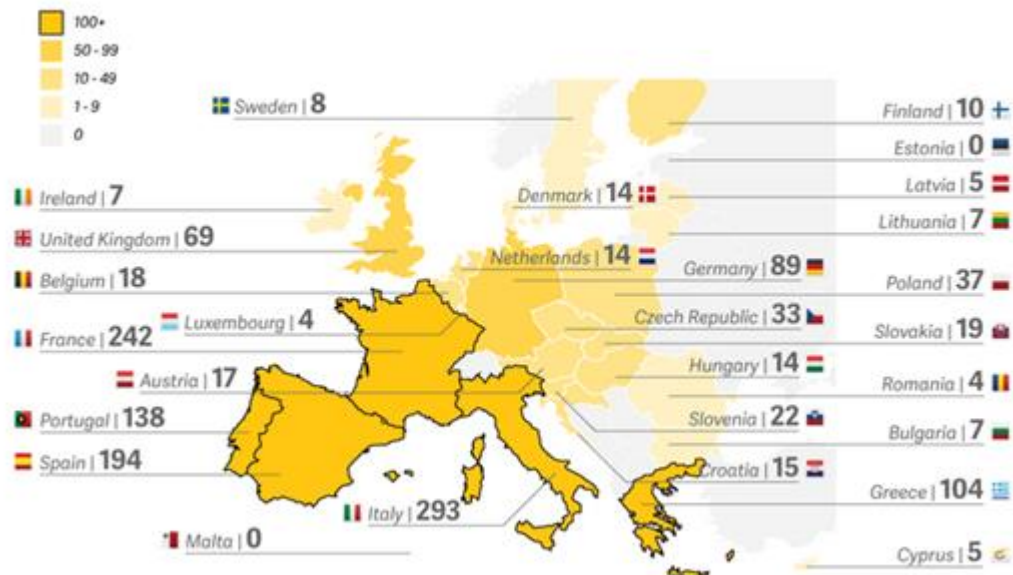 100+
50 - 99
10 - 49
1 - 9
0
Sweden | 8
Finland | 10
Estonia | 0
Ireland | 7
Denmark | 14
Latvia | 5
Lithuania | 7
United Kingdom | 69
Netherlands | 14
Germany | 89
Belgium | 18
Poland | 37
Luxembourg | 4
Czech Republic | 33
Slovakia | 19
France | 242
Hungary | 14
Austria | 17
Romania | 4
Portugal | 138
Slovenia | 22
Bulgaria | 7
Spain | 194
Croatia | 15
Greece | 104
Italy | 293
Malta | 0
Cyprus | 5